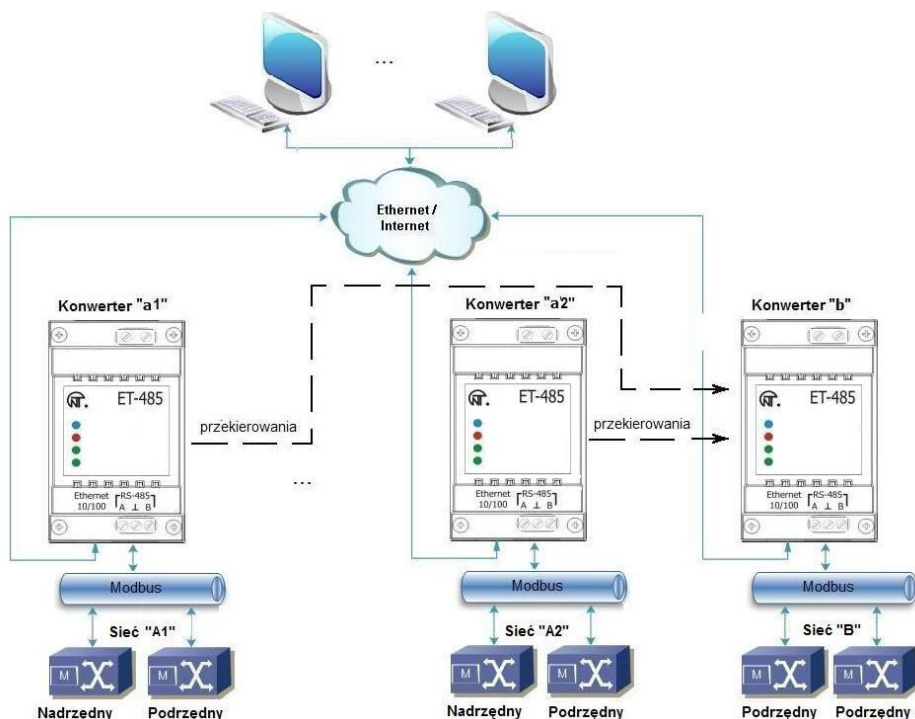 ...
Ethernet /
Internet
Konwerter "a1"
Konwerter "a2"
Konwerter "b"
ET-485
ET-485
ET-485
przekierowania
przekierowania
...
Ethernet
10/100
RS-485
A ⊥ B
Ethernet
10/100
RS-485
A ⊥ B
Ethernet
10/100
RS-485
A ⊥ B
Modbus
Modbus
Modbus
Sieć "A1"
Sieć "A2"
Sieć "B"
M
M
M
M
M
M
Nadrzędny
Podrzędny
Nadrzędny
Podrzędny
Podrzędny
Podrzędny